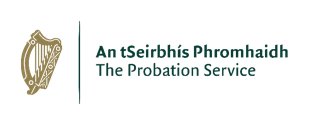 An tSeirbhís Phromhaidh
The Probation Service